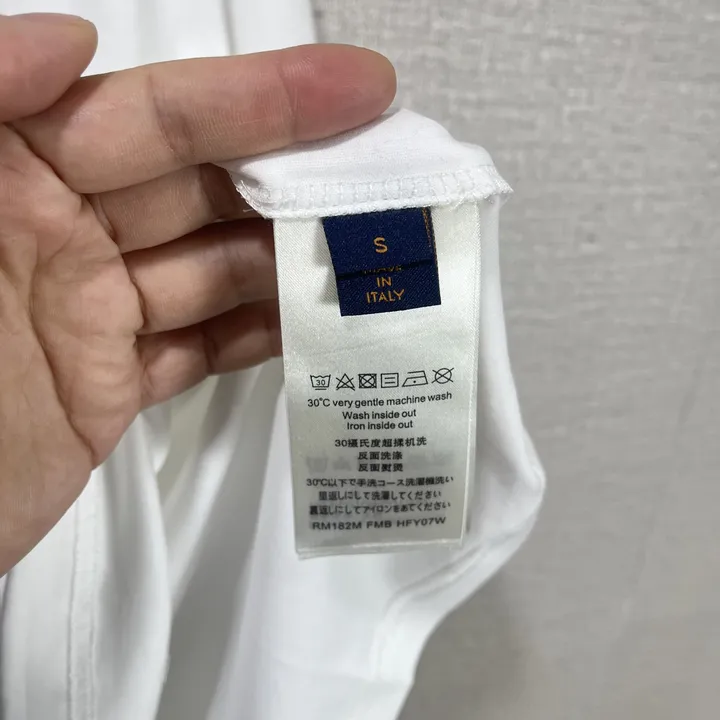 S
MADE
IN
ITALY
30
30°C very gentle machine wash
Wash inside out
Iron inside out
30摄氏度超揉机洗
反面洗涤
反面熨烫
30℃以下で手洗コース洗濯機洗い
裏返しにして洗濯してください
裏返しにしてアイロンをあてください
RM182M FMB HFY07W